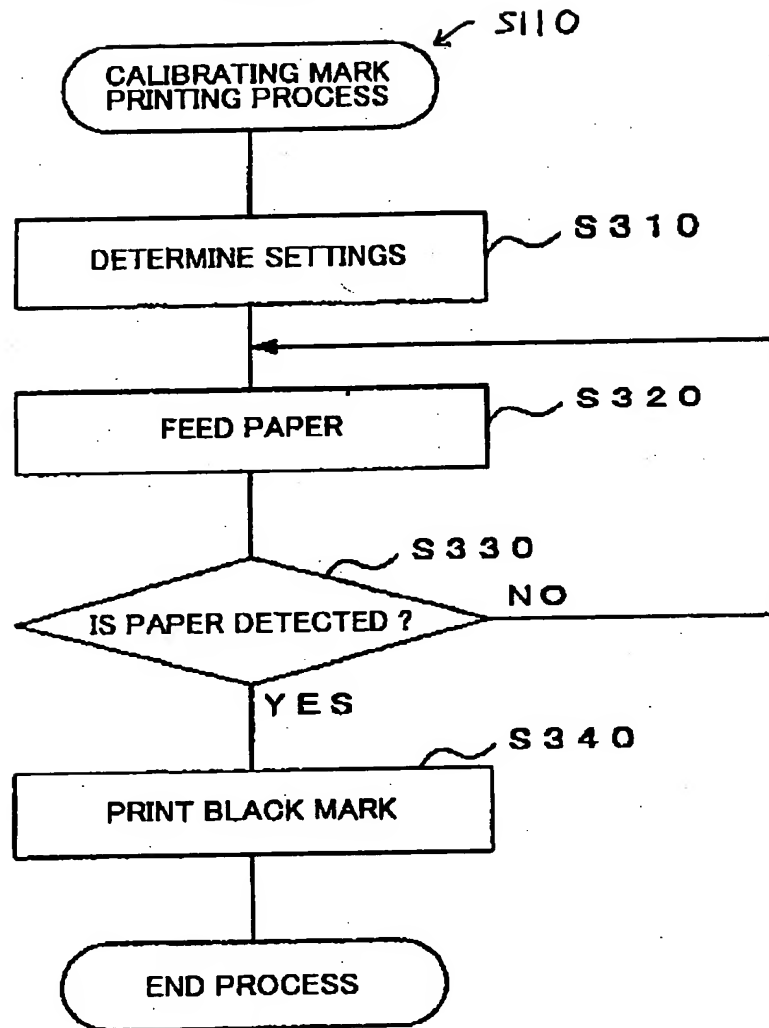 S110
CALIBRATING MARK
PRINTING PROCESS
S310
DETERMINE SETTINGS
S320
FEED PAPER
S330
IS PAPER DETECTED ?
NO
YES
S340
PRINT BLACK MARK
END PROCESS